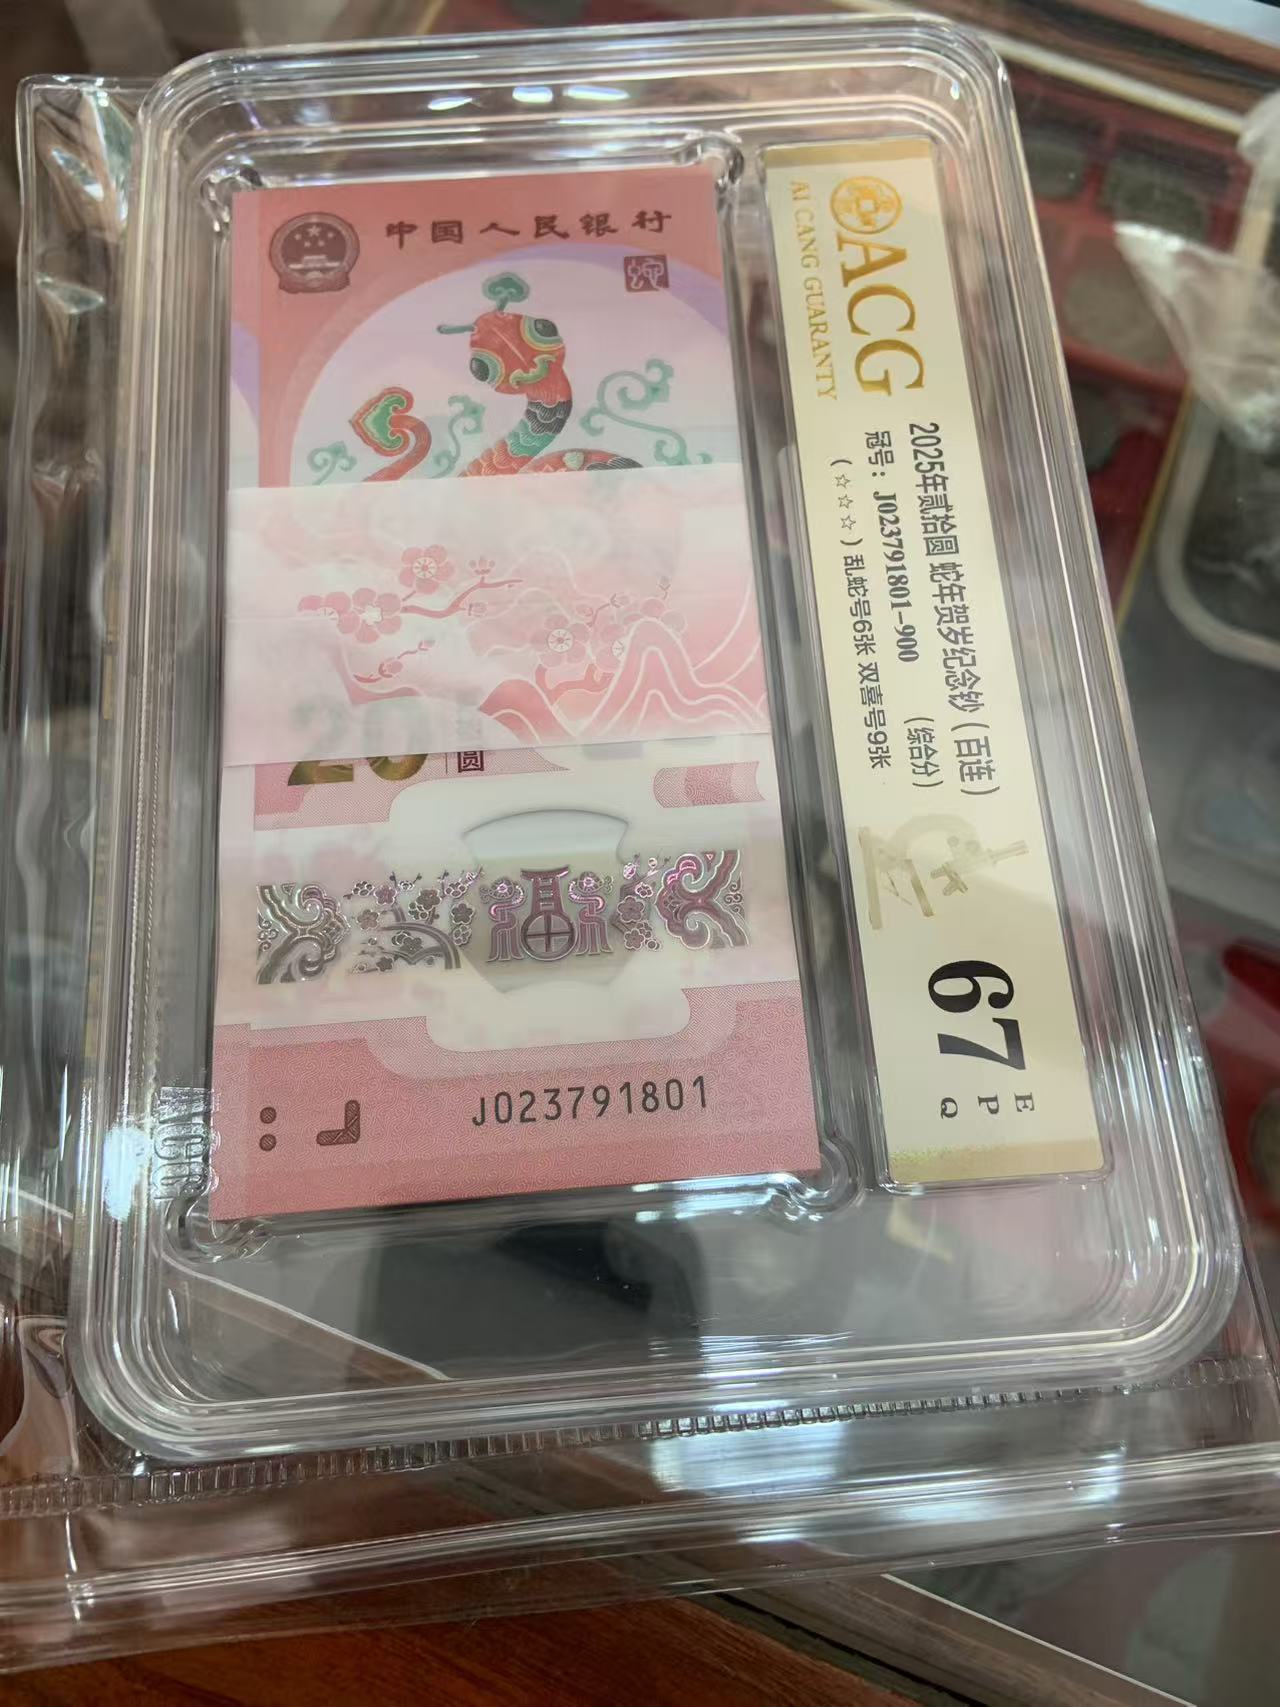 中国人民银行
蛇
20
圆
J023791801
ACG
AI CANG GUARANTY
2025年贰拾圆 蛇年贺岁纪念钞（百连）
冠号：J023791801-900 （综合分）
（☆☆☆）乱蛇号6张 双喜号9张
67
E
P
Q
ACG